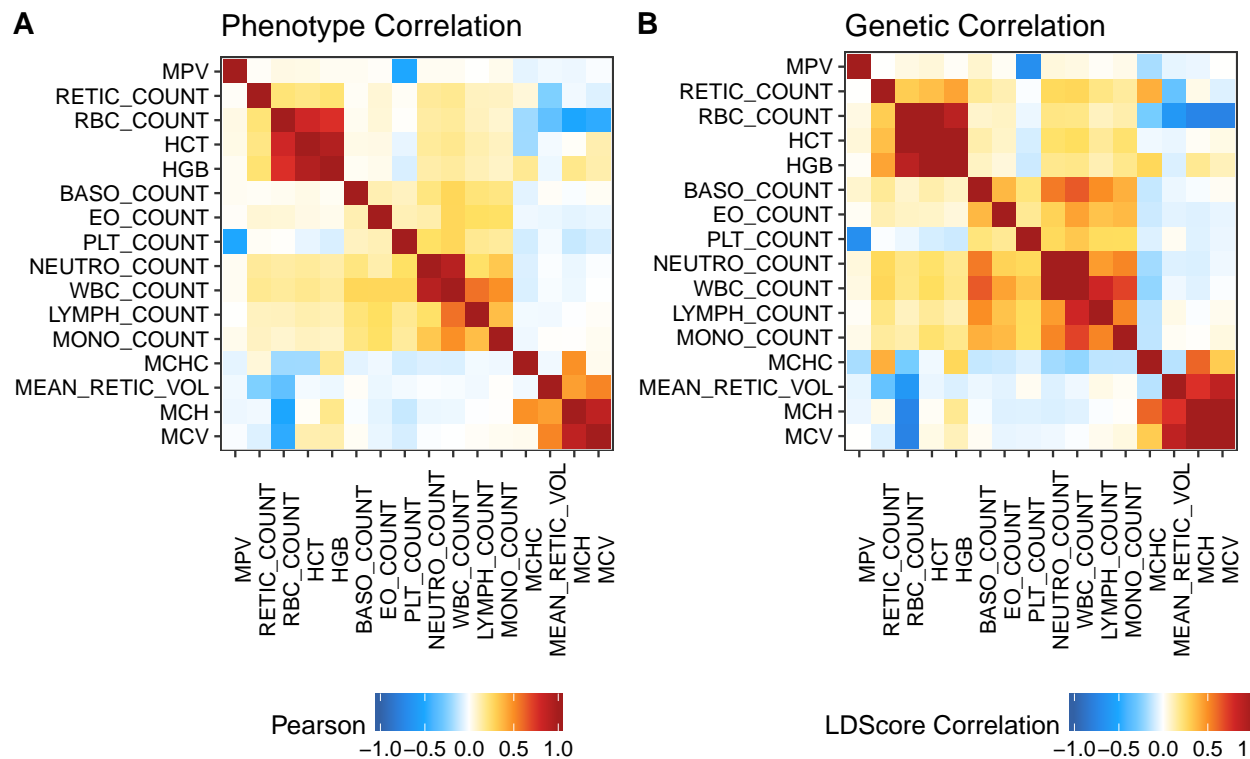 A
Phenotype Correlation
MPV
RETIC_COUNT
RBC_COUNT
HCT
HGB
BASO_COUNT
EO_COUNT
PLT_COUNT
NEUTRO_COUNT
WBC_COUNT
LYMPH_COUNT
MONO_COUNT
MCHC
MEAN_RETIC_VOL
MCH
MCV
MPV
RETIC_COUNT
RBC_COUNT
HCT
HGB
BASO_COUNT
EO_COUNT
PLT_COUNT
NEUTRO_COUNT
WBC_COUNT
LYMPH_COUNT
MONO_COUNT
MCHC
MEAN_RETIC_VOL
MCH
MCV
Pearson
−1.0 −0.5 0.0 0.5 1.0
B
Genetic Correlation
MPV
RETIC_COUNT
RBC_COUNT
HCT
HGB
BASO_COUNT
EO_COUNT
PLT_COUNT
NEUTRO_COUNT
WBC_COUNT
LYMPH_COUNT
MONO_COUNT
MCHC
MEAN_RETIC_VOL
MCH
MCV
MPV
RETIC_COUNT
RBC_COUNT
HCT
HGB
BASO_COUNT
EO_COUNT
PLT_COUNT
NEUTRO_COUNT
WBC_COUNT
LYMPH_COUNT
MONO_COUNT
MCHC
MEAN_RETIC_VOL
MCH
MCV
LDScore Correlation
−1.0 −0.5 0.0 0.5